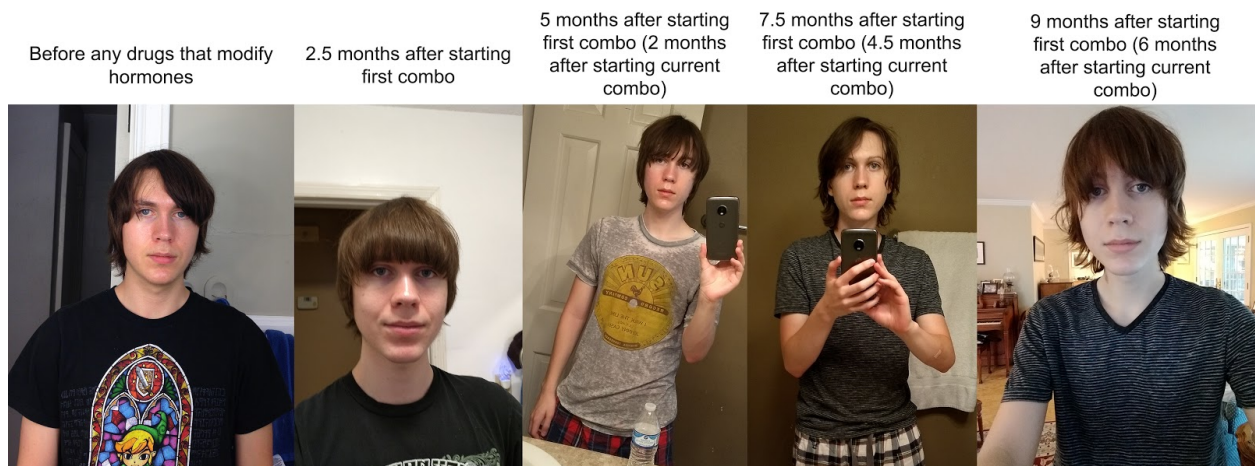 Before any drugs that modify
hormones
2.5 months after starting
first combo
5 months after starting
first combo (2 months
after starting current
combo)
7.5 months after starting
first combo (4.5 months
after starting current
combo)
9 months after starting
first combo (6 months
after starting current
combo)
SUN